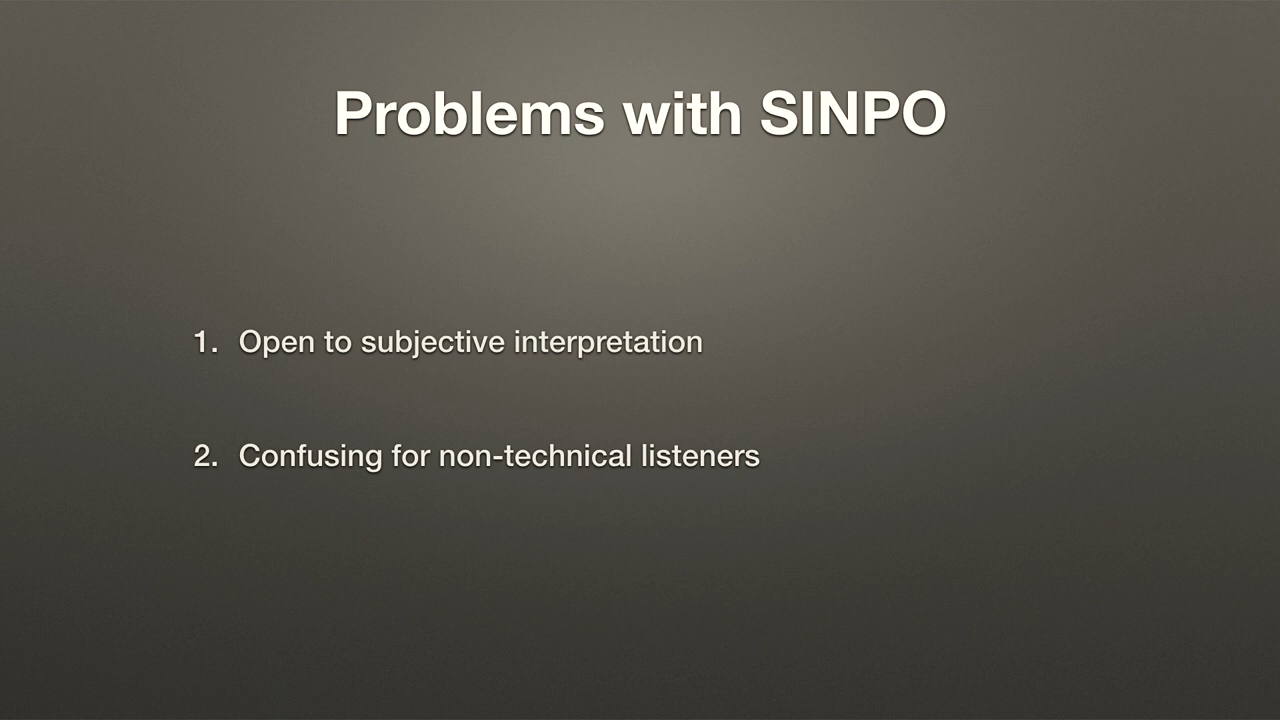 Problems with SINPO
1. Open to subjective interpretation
2. Confusing for non-technical listeners